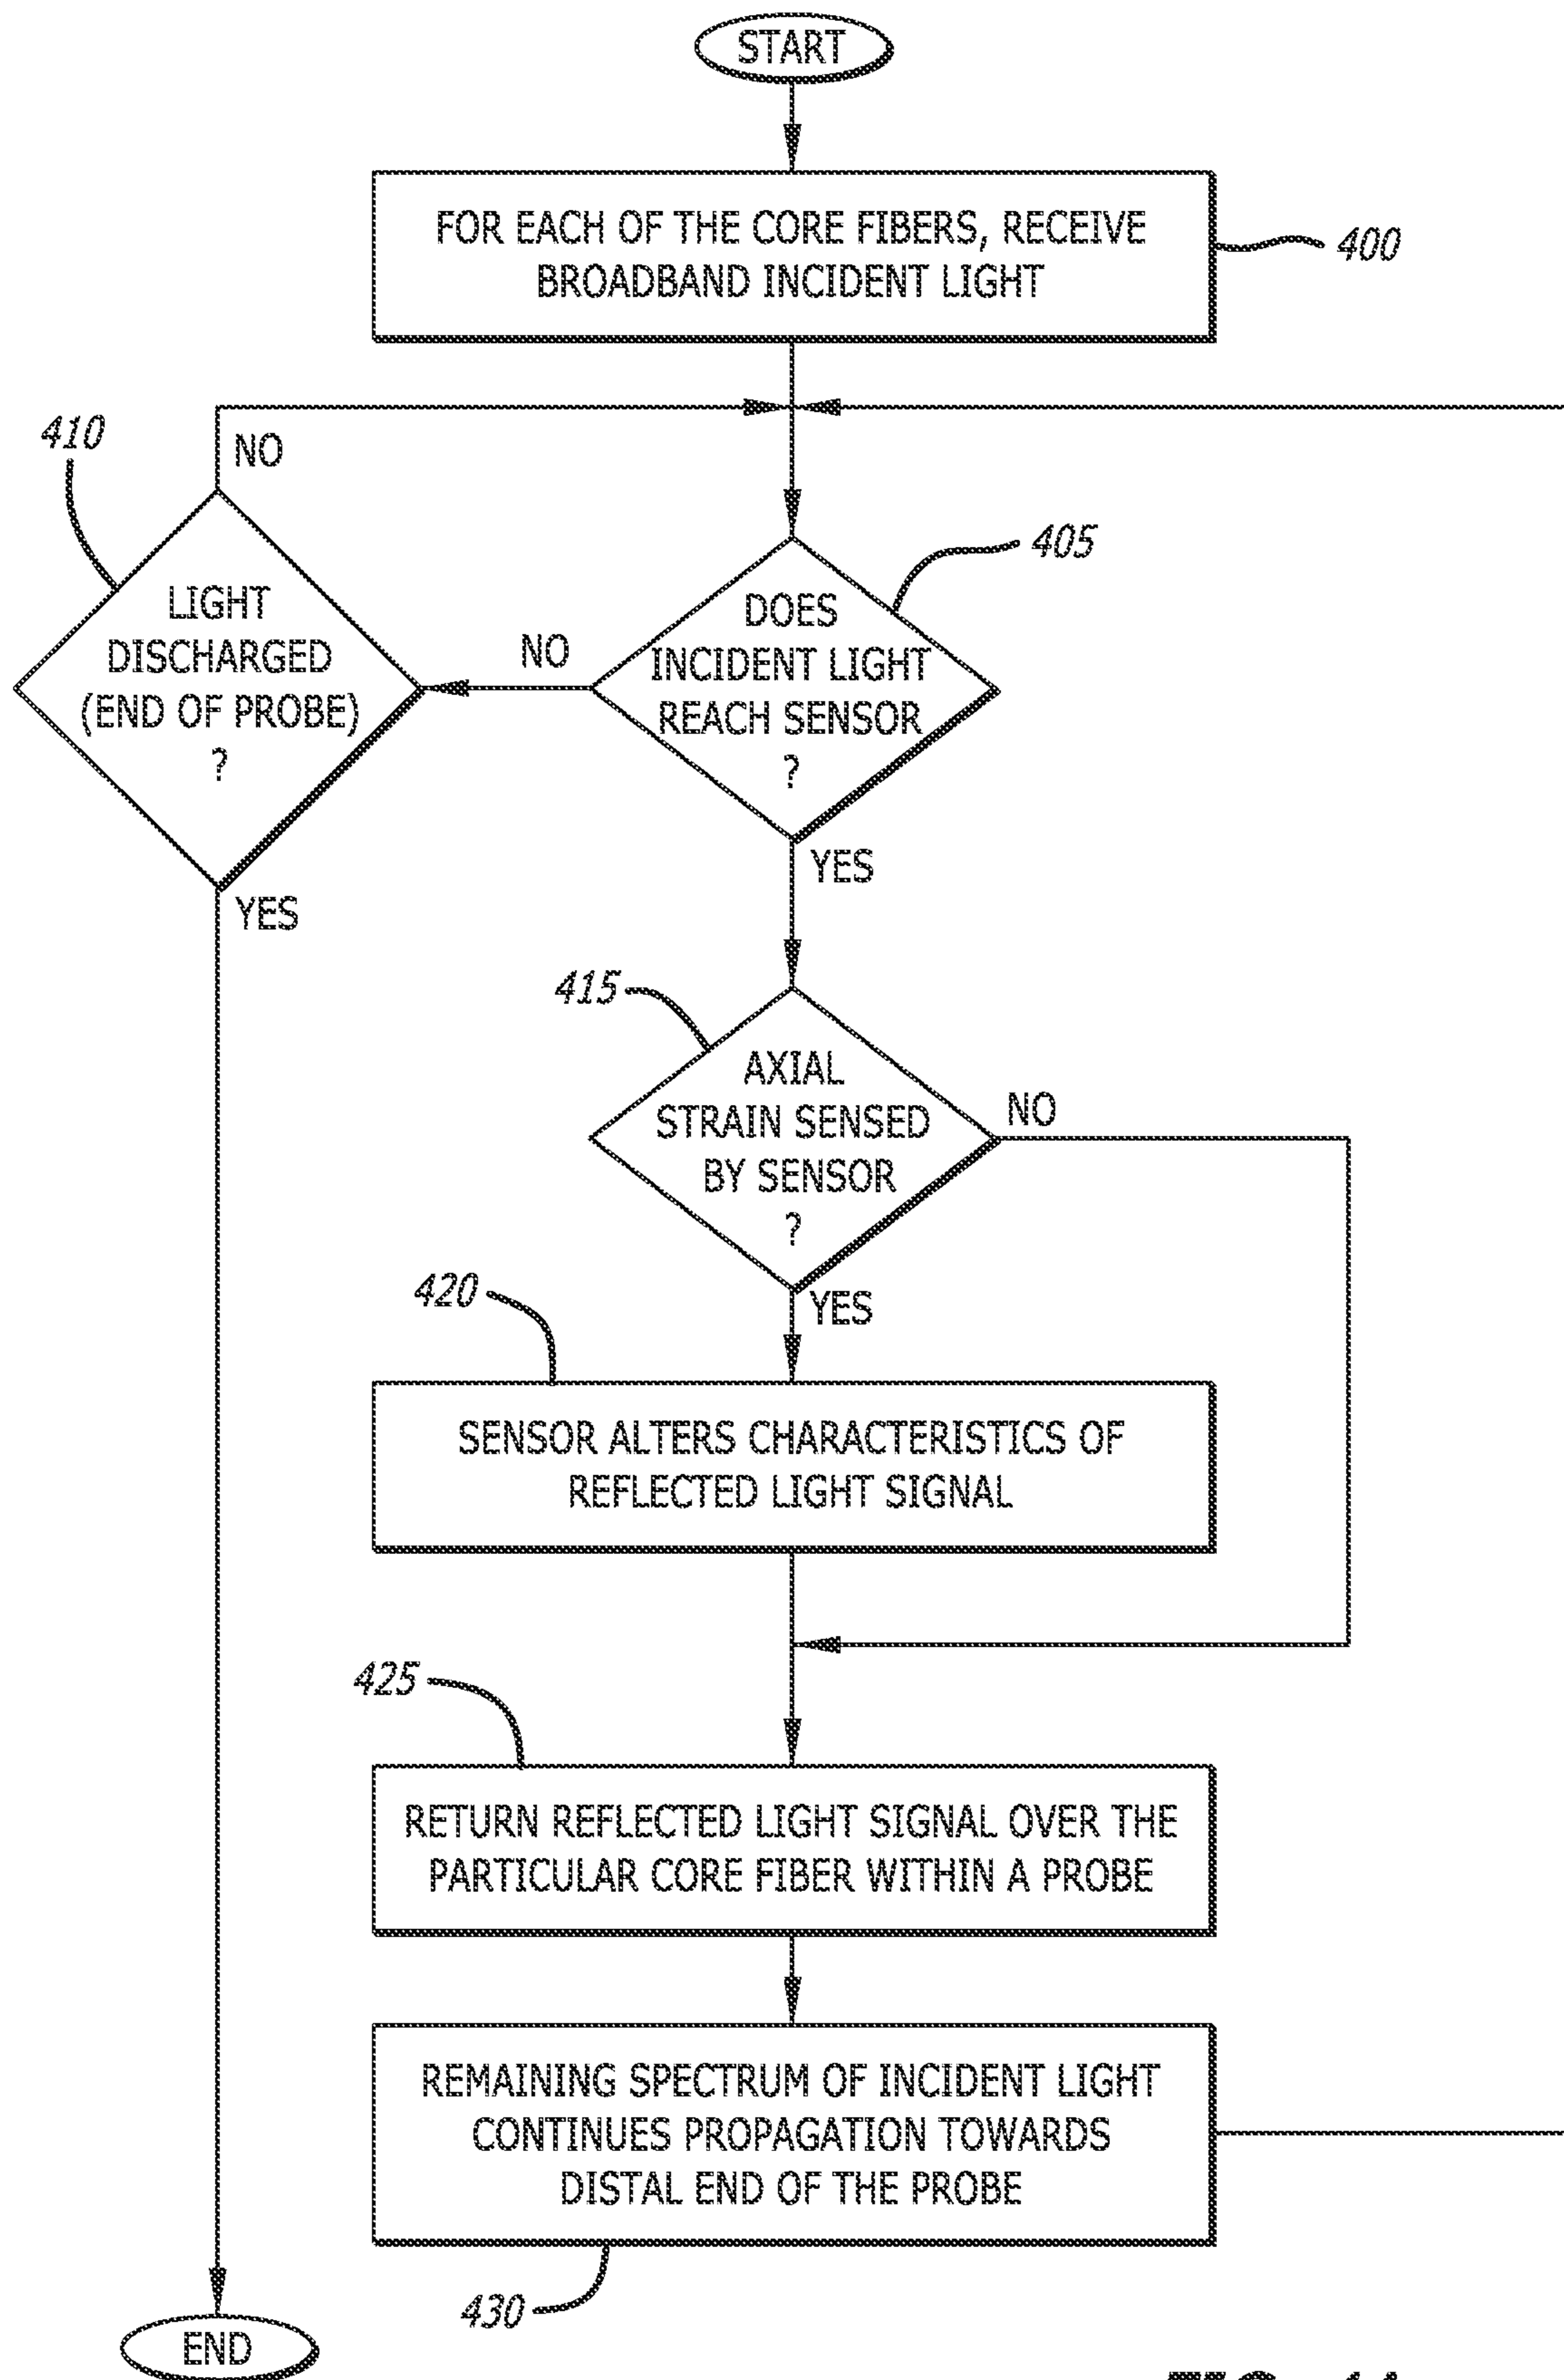 START
FOR EACH OF THE CORE FIBERS, RECEIVE
BROADBAND INCIDENT LIGHT
400
410
NO
405
LIGHT
DISCHARGED
(END OF PROBE)
?
NO
DOES
INCIDENT LIGHT
REACH SENSOR
?
YES
YES
415
AXIAL
STRAIN SENSED
BY SENSOR
?
NO
YES
420
SENSOR ALTERS CHARACTERISTICS OF
REFLECTED LIGHT SIGNAL
425
RETURN REFLECTED LIGHT SIGNAL OVER THE
PARTICULAR CORE FIBER WITHIN A PROBE
REMAINING SPECTRUM OF INCIDENT LIGHT
CONTINUES PROPAGATION TOWARDS
DISTAL END OF THE PROBE
430
END